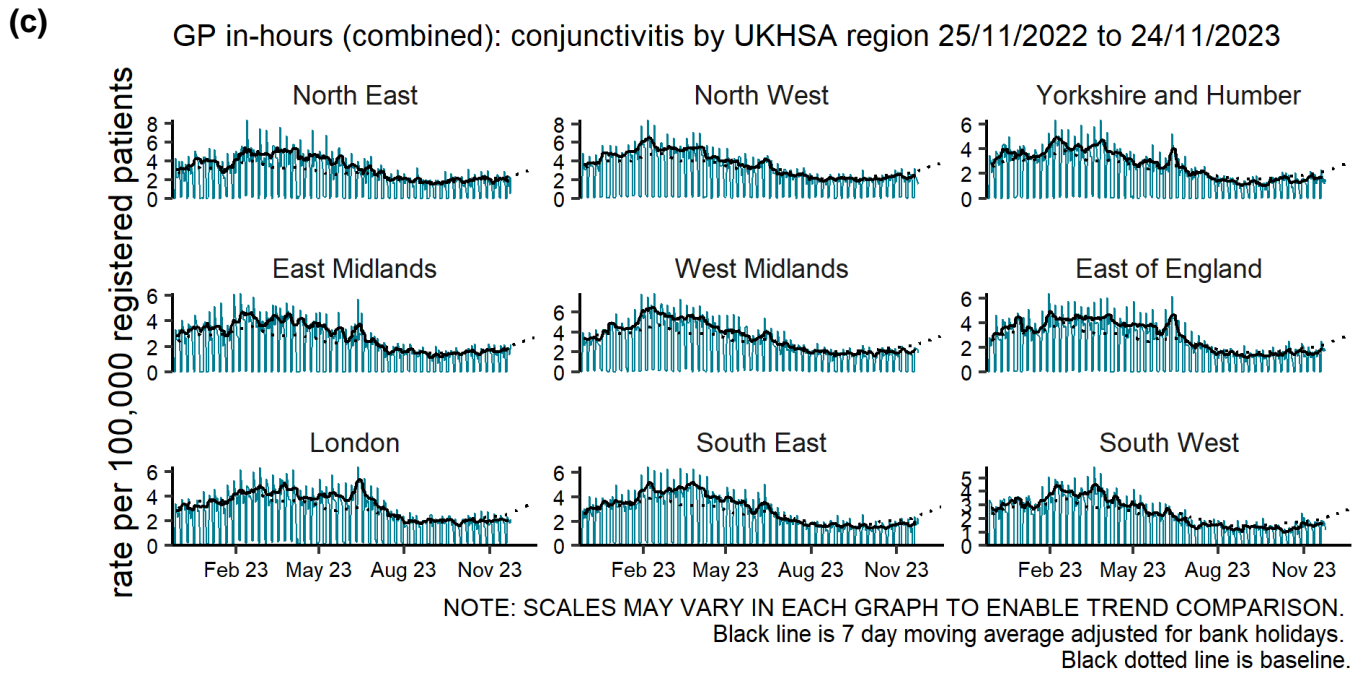 (c)
GP in-hours (combined): conjunctivitis by UKHSA region 25/11/2022 to 24/11/2023
rate per 100,000 registered patients
North East
8
6
4
2
0
North West
8
6
4
2
0
Yorkshire and Humber
6
4
2
0
East Midlands
6
4
2
0
West Midlands
6
4
2
0
East of England
6
4
2
0
London
6
4
2
0
South East
6
4
2
0
South West
5
4
3
2
1
0
Feb 23 May 23 Aug 23 Nov 23
Feb 23 May 23 Aug 23 Nov 23
Feb 23 May 23 Aug 23 Nov 23
NOTE: SCALES MAY VARY IN EACH GRAPH TO ENABLE TREND COMPARISON.
Black line is 7 day moving average adjusted for bank holidays.
Black dotted line is baseline.